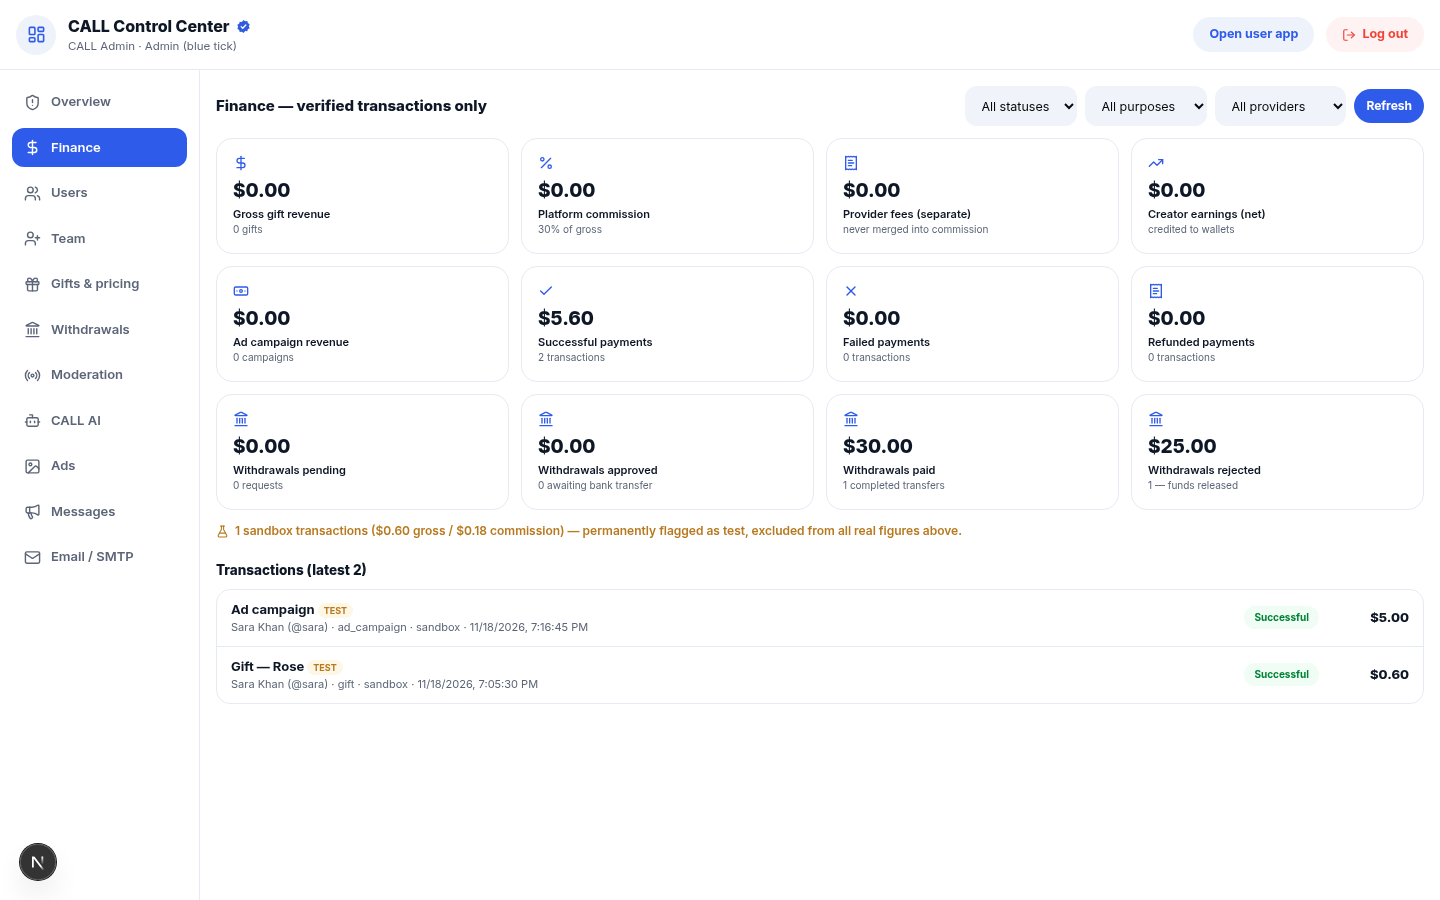 CALL Control Center
CALL Admin · Admin (blue tick)
Open user app
Log out
Overview
Finance
Users
Team
Gifts & pricing
Withdrawals
Moderation
CALL AI
Ads
Messages
Email / SMTP
N
Finance — verified transactions only
All statuses
All purposes
All providers
Refresh
$0.00
Gross gift revenue
0 gifts
$0.00
Platform commission
30% of gross
$0.00
Provider fees (separate)
never merged into commission
$0.00
Creator earnings (net)
credited to wallets
$0.00
Ad campaign revenue
0 campaigns
$5.60
Successful payments
2 transactions
$0.00
Failed payments
0 transactions
$0.00
Refunded payments
0 transactions
$0.00
Withdrawals pending
0 requests
$0.00
Withdrawals approved
0 awaiting bank transfer
$30.00
Withdrawals paid
1 completed transfers
$25.00
Withdrawals rejected
1 — funds released
1 sandbox transactions ($0.60 gross / $0.18 commission) — permanently flagged as test, excluded from all real figures above.
Transactions (latest 2)
Ad campaign TEST
Sara Khan (@sara) · ad_campaign · sandbox · 11/18/2026, 7:16:45 PM
Successful
$5.00
Gift — Rose TEST
Sara Khan (@sara) · gift · sandbox · 11/18/2026, 7:05:30 PM
Successful
$0.60